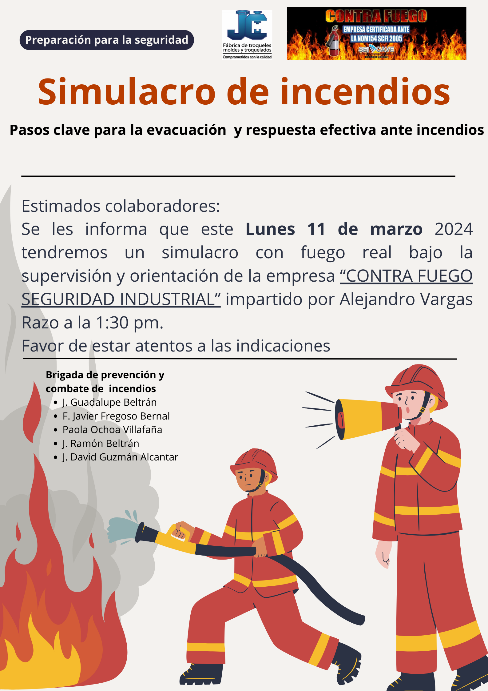 Preparación para la seguridad
JC
Fábrica de troqueles
moldes y troquelados
Comprometidos con la calidad
CONTRA FUEGO
EMPRESA CERTIFICADA ANTE
LA NOM154 SCFI 2005
Simulacro de incendios
Pasos clave para la evacuación y respuesta efectiva ante incendios
Estimados colaboradores:
Se les informa que este Lunes 11 de marzo 2024
tendremos un simulacro con fuego real bajo la
supervisión y orientación de la empresa “CONTRA FUEGO
SEGURIDAD INDUSTRIAL” impartido por Alejandro Vargas
Razo a la 1:30 pm.
Favor de estar atentos a las indicaciones
Brigada de prevención y
combate de incendios
• J. Guadalupe Beltrán
• F. Javier Fregoso Bernal
• Paola Ochoa Villafaña
• J. Ramón Beltrán
• J. David Guzmán Alcantar